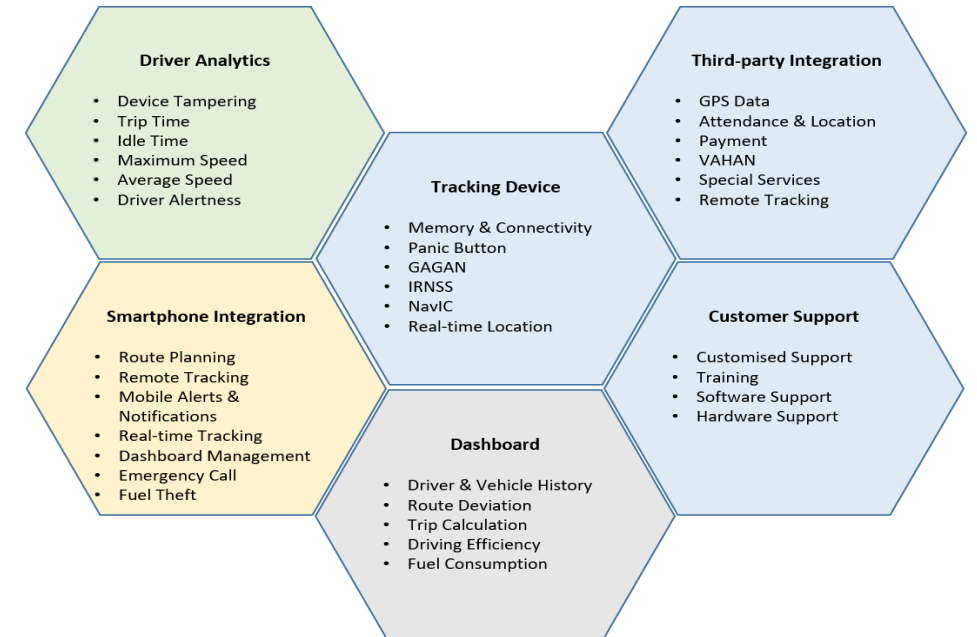 Driver Analytics
• Device Tampering
• Trip Time
• Idle Time
• Maximum Speed
• Average Speed
• Driver Alertness
Third-party Integration
• GPS Data
• Attendance & Location
• Payment
• VAHAN
• Special Services
• Remote Tracking
Tracking Device
• Memory & Connectivity
• Panic Button
• GAGAN
• IRNSS
• NavIC
• Real-time Location
Smartphone Integration
• Route Planning
• Remote Tracking
• Mobile Alerts &
Notifications
• Real-time Tracking
• Dashboard Management
• Emergency Call
• Fuel Theft
Customer Support
• Customised Support
• Training
• Software Support
• Hardware Support
Dashboard
• Driver & Vehicle History
• Route Deviation
• Trip Calculation
• Driving Efficiency
• Fuel Consumption